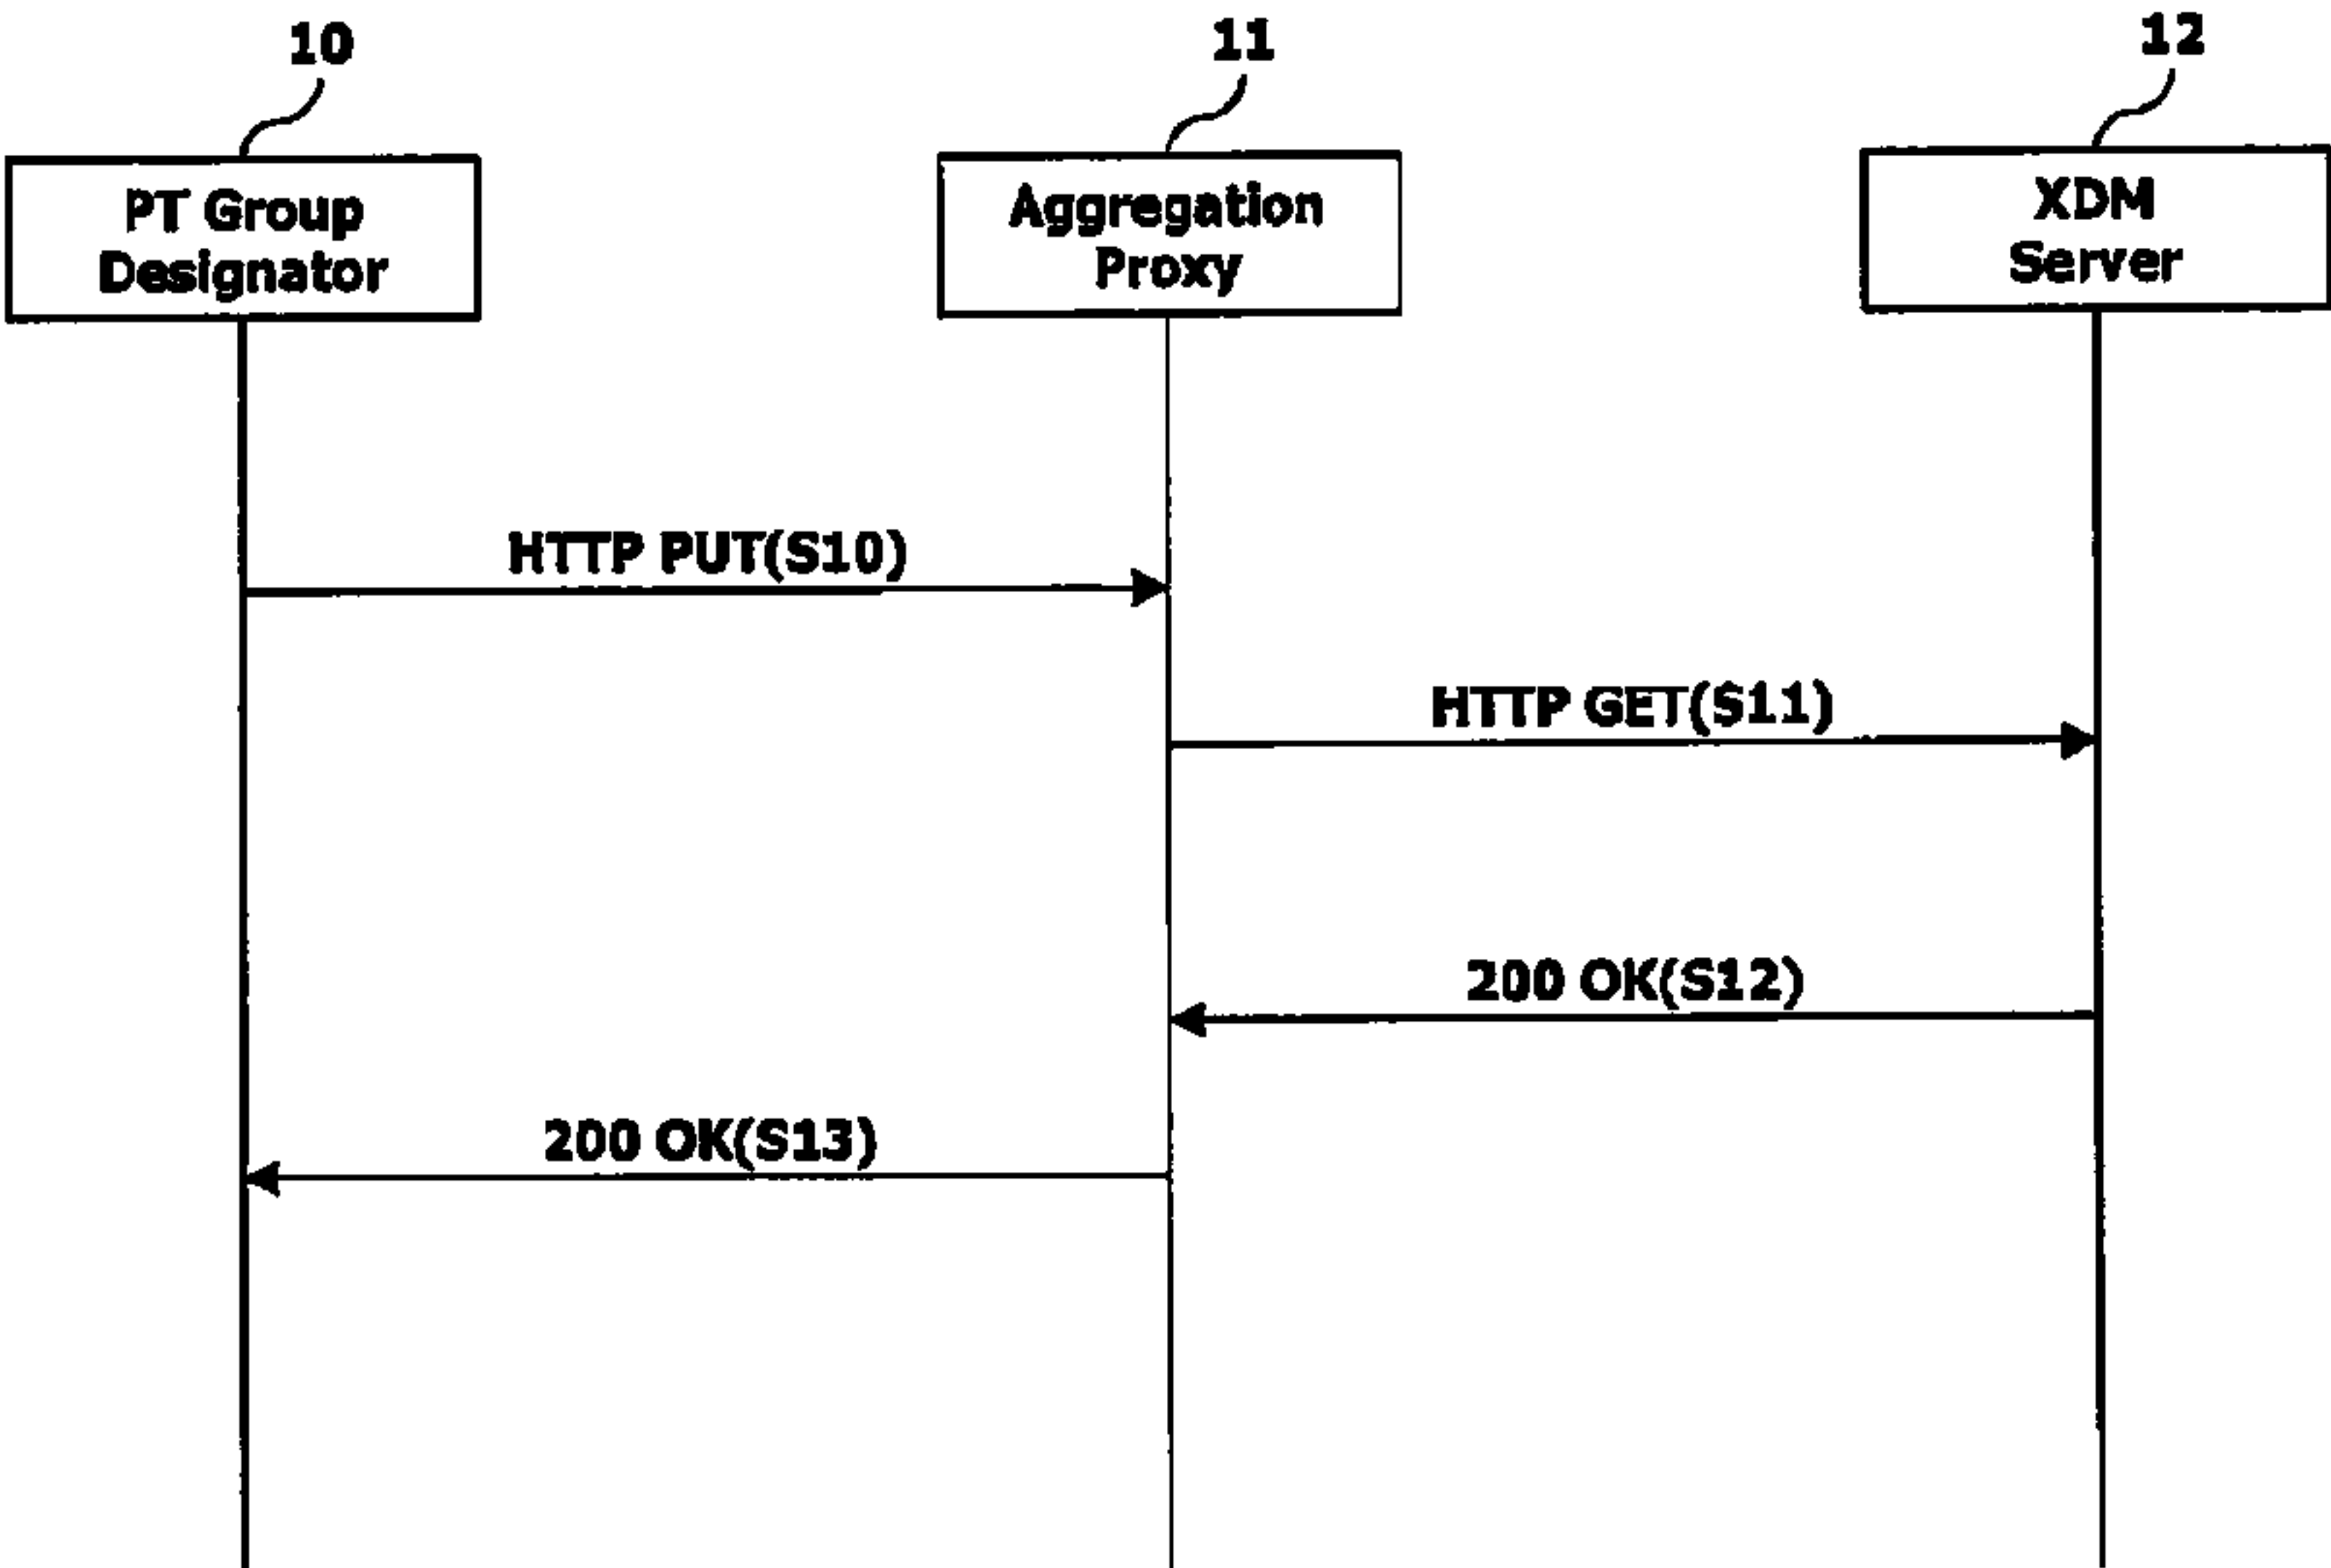 10
11
12
PT Group
Designator
Aggregation
Proxy
XDM
Server
HTTP PUT(S10)
HTTP GET(S11)
200 OK(S12)
200 OK(S13)